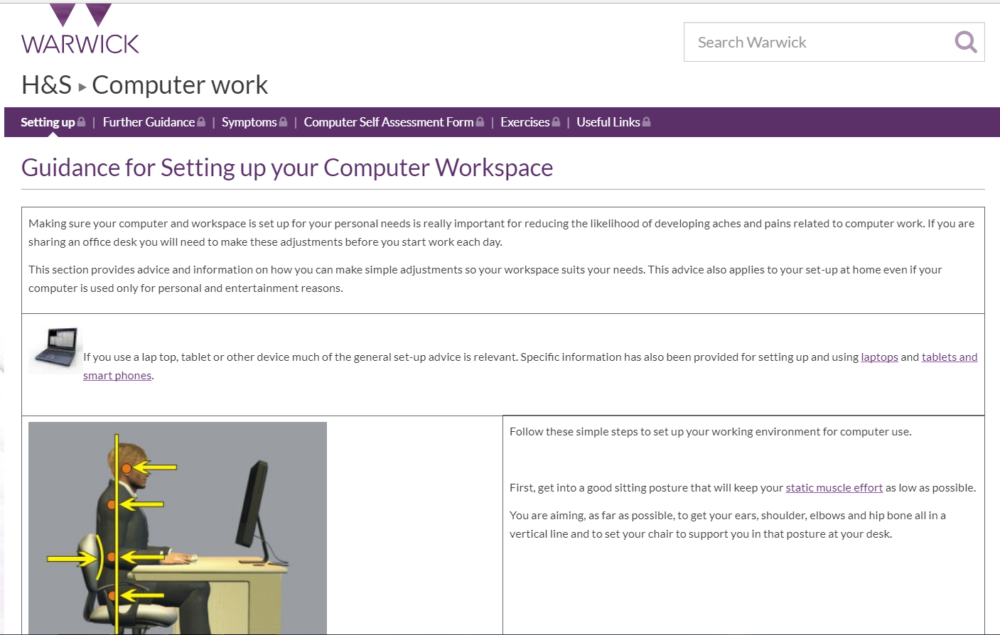 WARWICK
Search Warwick
H&S ▸ Computer work
Setting up | Further Guidance | Symptoms | Computer Self Assessment Form | Exercises | Useful Links
Guidance for Setting up your Computer Workspace
Making sure your computer and workspace is set up for your personal needs is really important for reducing the likelihood of developing aches and pains related to computer work. If you are
sharing an office desk you will need to make these adjustments before you start work each day.
This section provides advice and information on how you can make simple adjustments so your workspace suits your needs. This advice also applies to your set-up at home even if your
computer is used only for personal and entertainment reasons.
If you use a lap top, tablet or other device much of the general set-up advice is relevant. Specific information has also been provided for setting up and using laptops and tablets and
smart phones.
Follow these simple steps to set up your working environment for computer use.
First, get into a good sitting posture that will keep your static muscle effort as low as possible.
You are aiming, as far as possible, to get your ears, shoulder, elbows and hip bone all in a
vertical line and to set your chair to support you in that posture at your desk.